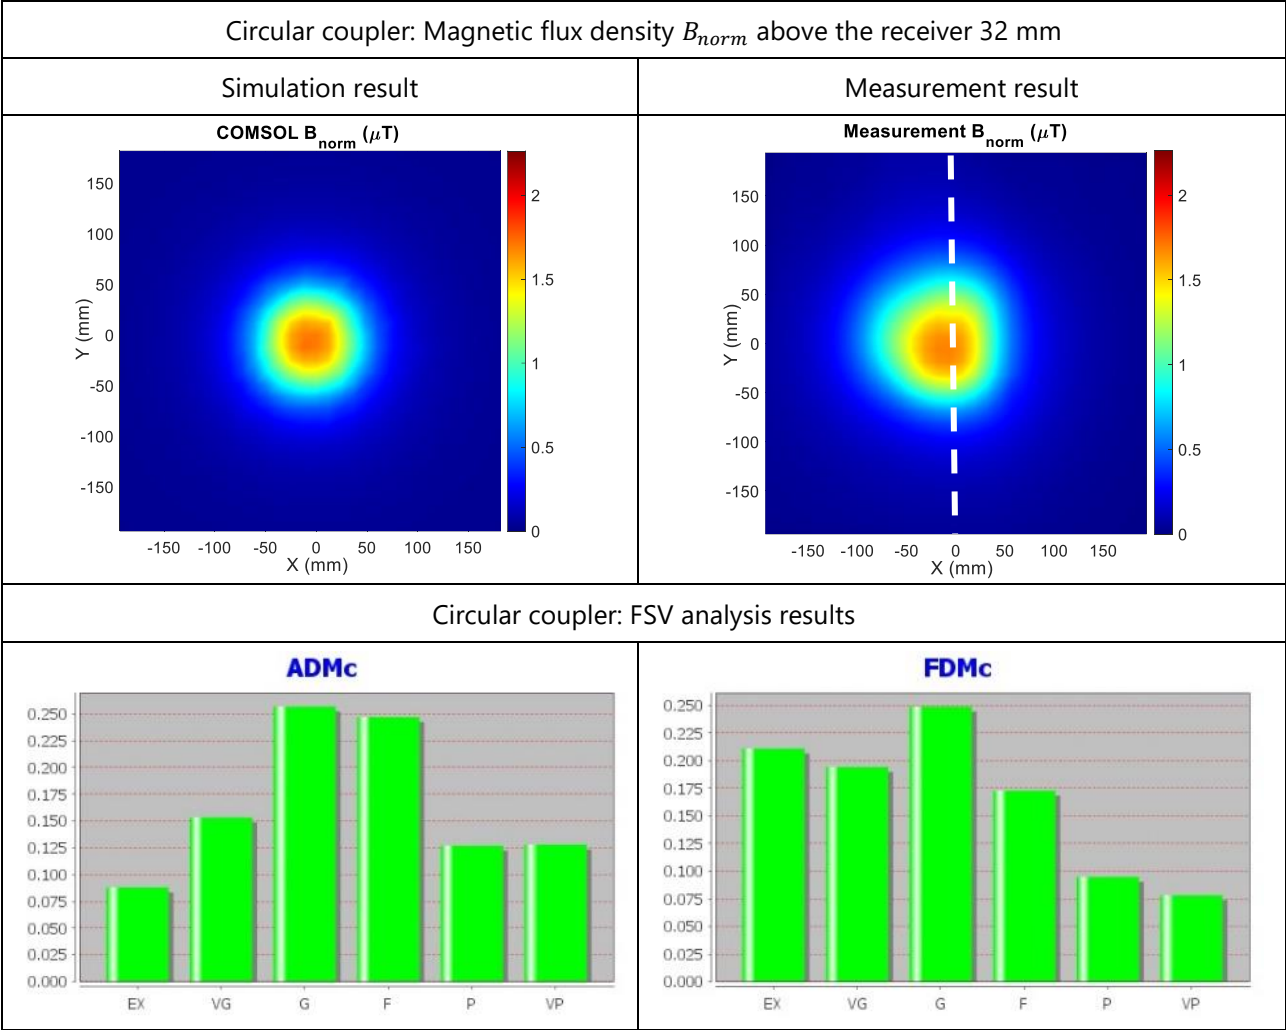 Circular coupler: Magnetic flux density B_norm above the receiver 32 mm
Simulation result
Measurement result
COMSOL B_norm (μT)
150
100
50
0
-50
-100
-150
Y (mm)
-150 -100 -50 0 50 100 150
X (mm)
2
1.5
1
0.5
0
Measurement B_norm (μT)
150
100
50
0
-50
-100
-150
Y (mm)
-150 -100 -50 0 50 100 150
X (mm)
2
1.5
1
0.5
0
Circular coupler: FSV analysis results
ADMc
0.250
0.225
0.200
0.175
0.150
0.125
0.100
0.075
0.050
0.025
0.000
EX VG G F P VP
FDMc
0.250
0.225
0.200
0.175
0.150
0.125
0.100
0.075
0.050
0.025
0.000
EX VG G F P VP